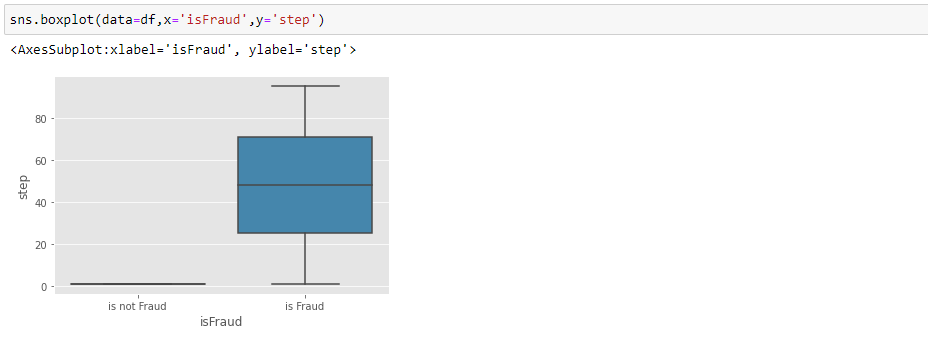 sns.boxplot(data=df,x='isFraud',y='step')
<AxesSubplot:xlabel='isFraud', ylabel='step'>
80
60
40
20
0
step
is not Fraud is Fraud
isFraud